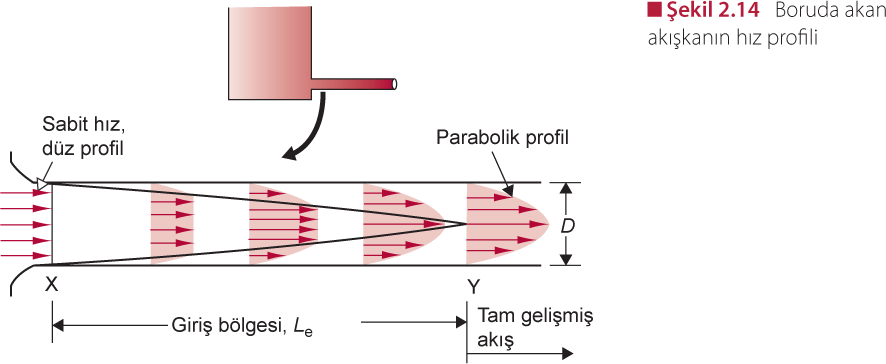 Şekil 2.14 Boruda akan
akışkanın hız profili
Sabit hız,
düz profil
Parabolik profil
D
X
Y
Giriş bölgesi, Le
Tam gelişmiş
akış